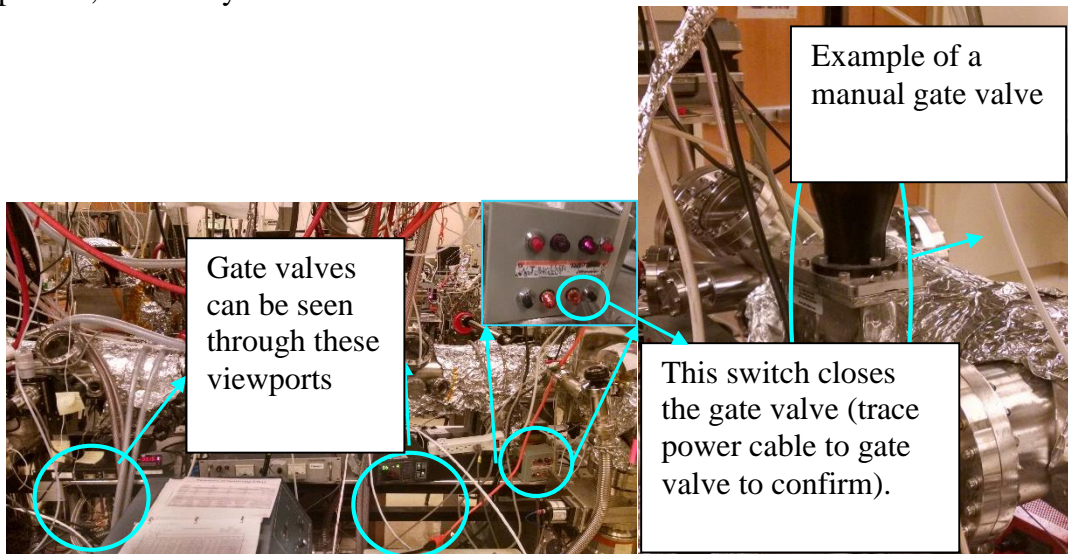 Gate valves
can be seen
through these
viewports
Example of a
manual gate valve
This switch closes
the gate valve (trace
power cable to gate
valve to confirm).